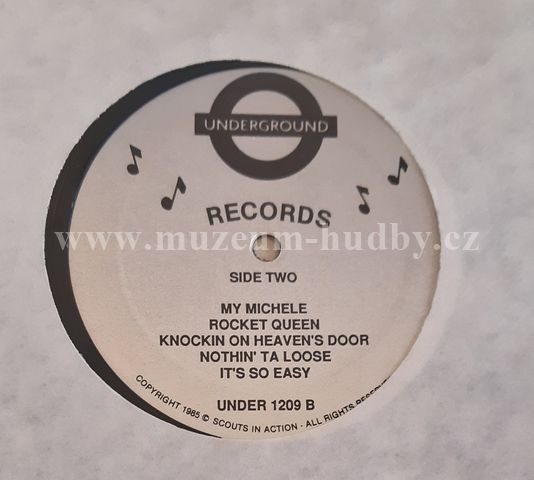 UNDERGROUND
RECORDS
www.muzeum-hudby.cz
SIDE TWO
MY MICHELE
ROCKET QUEEN
KNOCKIN ON HEAVEN'S DOOR
NOTHIN' TA LOOSE
IT'S SO EASY
UNDER 1209 B
COPYRIGHT 1985 © SCOUTS IN ACTION - ALL RIGHTS